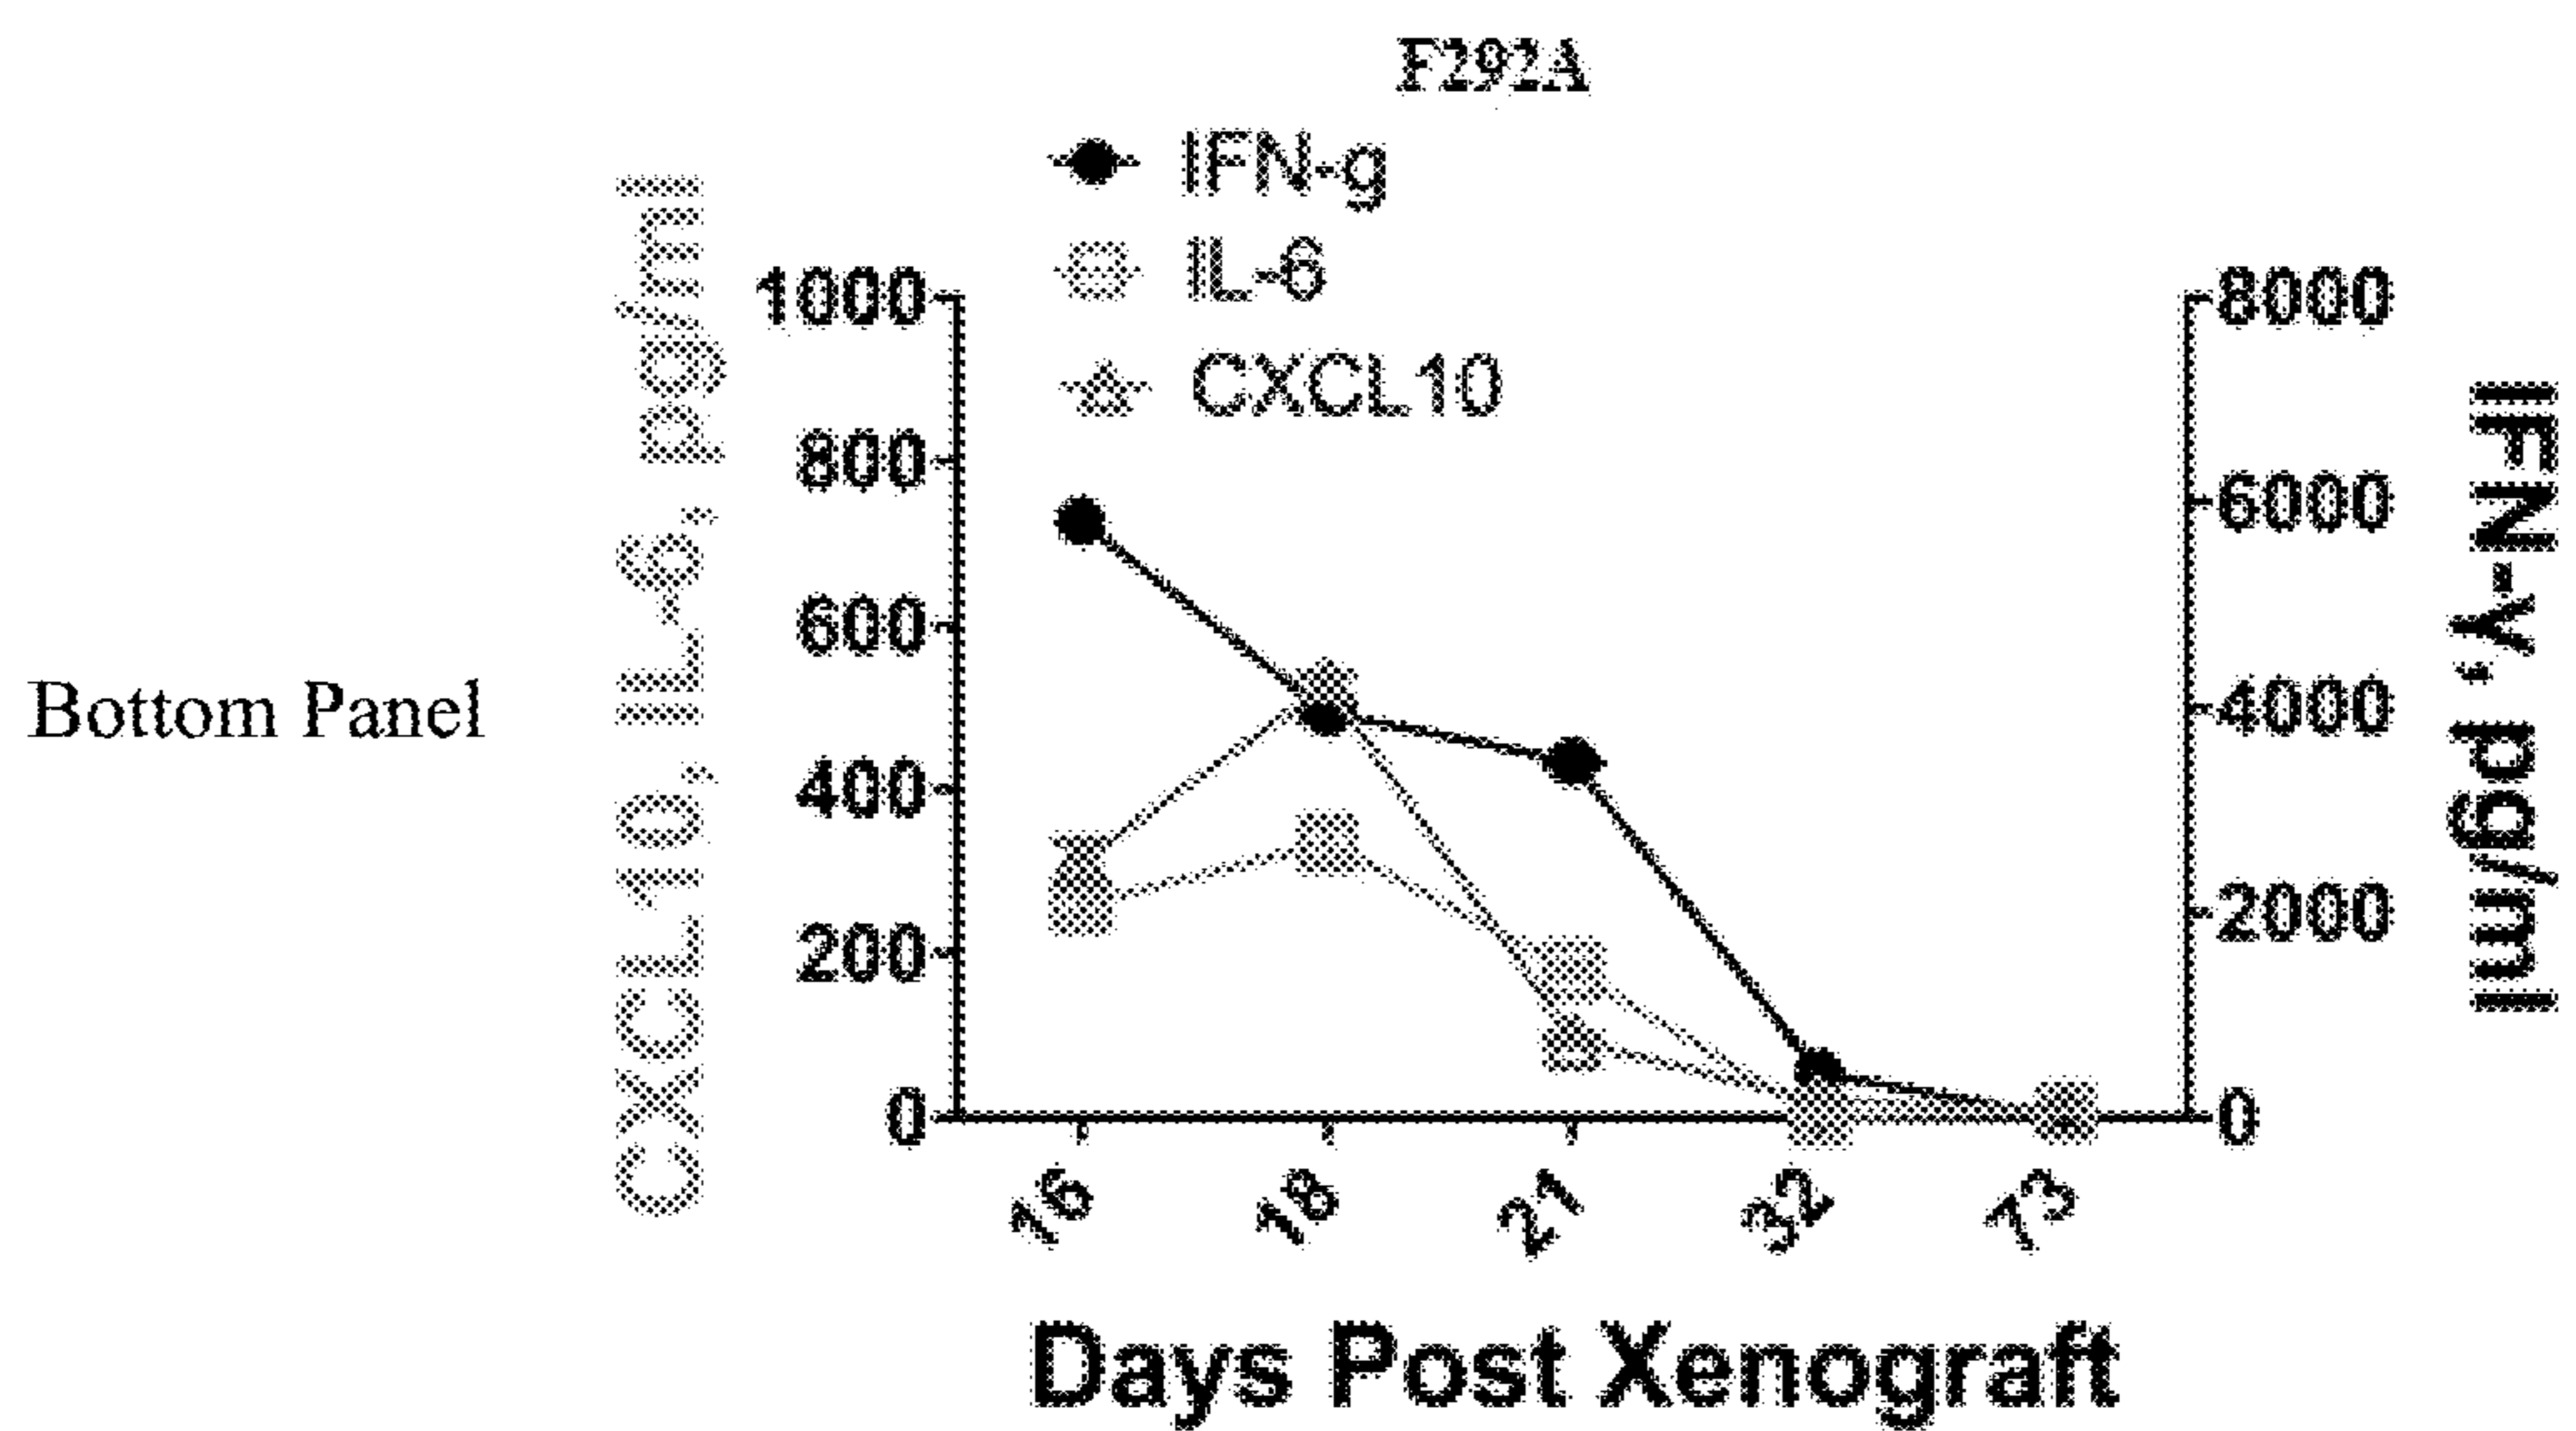 F292A
IFN-g
IL-6
CXCL10
Bottom Panel
CXCL10, IL-6, pg/ml
1000
800
600
400
200
0
8000
6000
4000
2000
0
IFN-γ, pg/ml
16
18
21
32
73
Days Post Xenograft